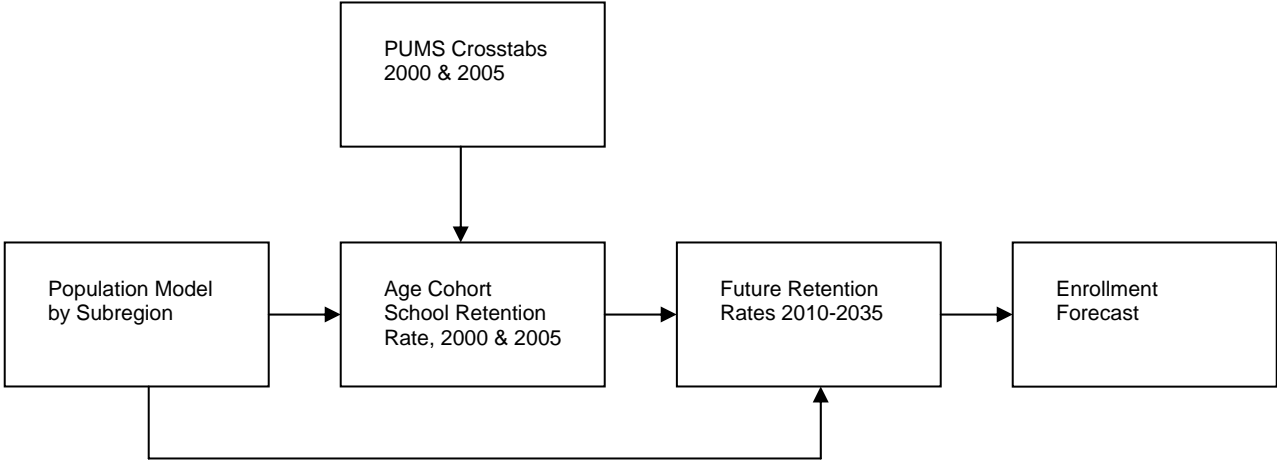 PUMS Crosstabs
2000 & 2005
Population Model
by Subregion
Age Cohort
School Retention
Rate, 2000 & 2005
Future Retention
Rates 2010-2035
Enrollment
Forecast